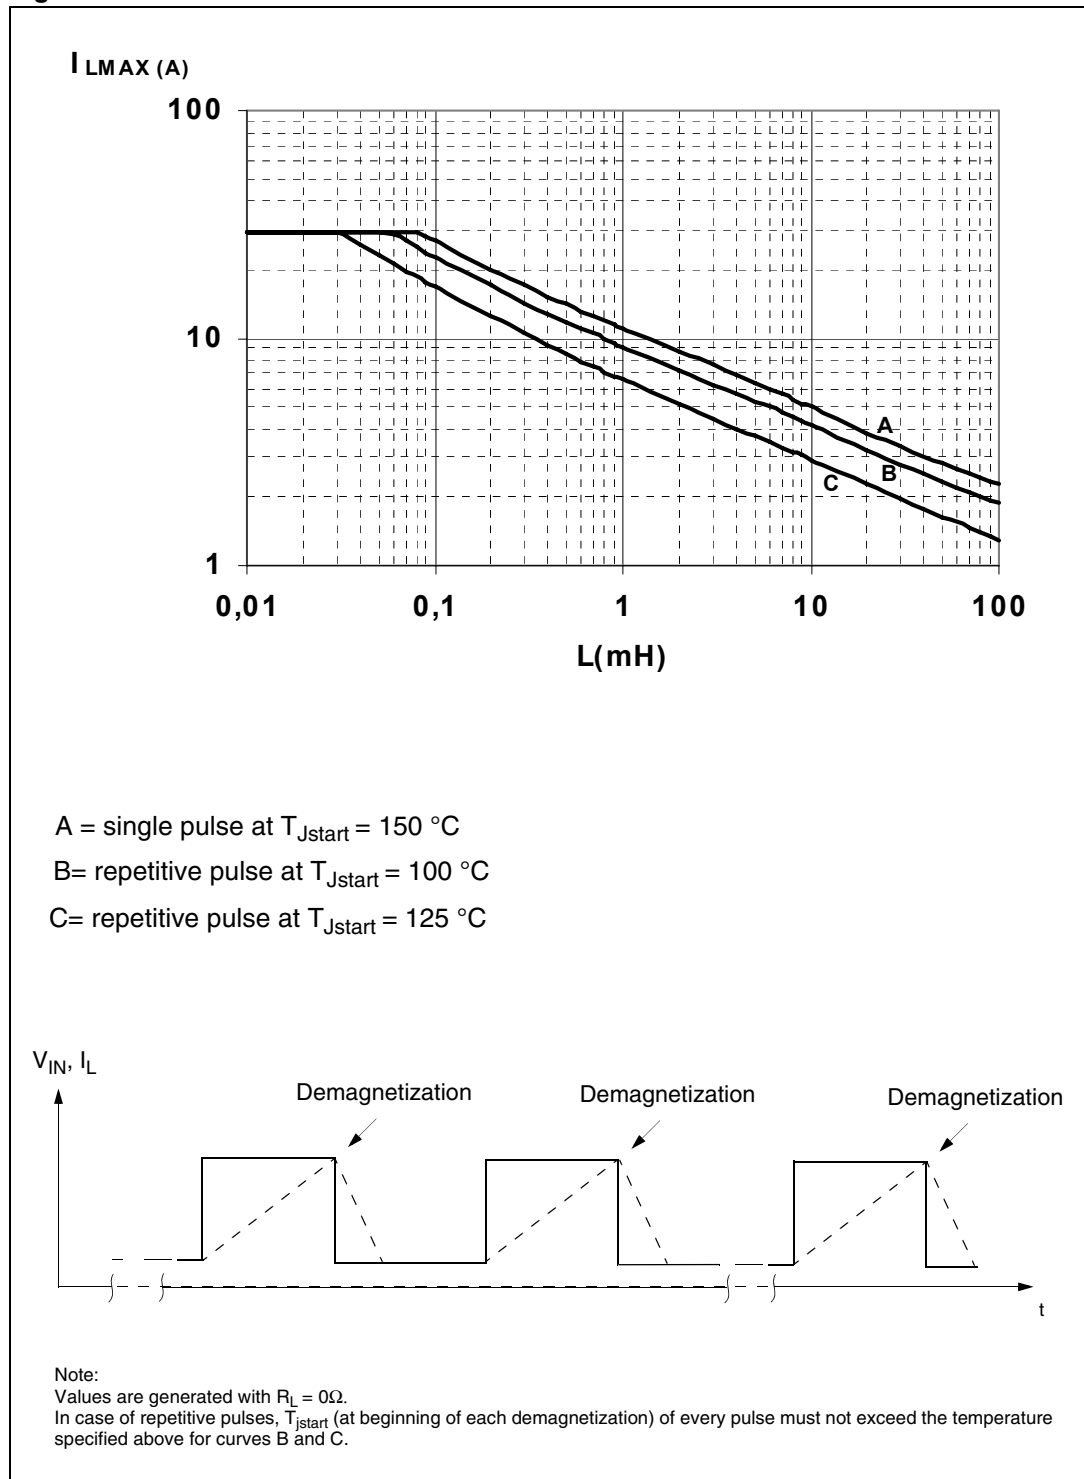 I LMAX (A)
100
10
1
0,01 0,1 1 10 100
L(mH)
A
B
C
A = single pulse at TJstart = 150 °C
B= repetitive pulse at TJstart = 100 °C
C= repetitive pulse at TJstart = 125 °C
VIN, IL
Demagnetization Demagnetization Demagnetization
t
Note:
Values are generated with RL = 0Ω.
In case of repetitive pulses, Tjstart (at beginning of each demagnetization) of every pulse must not exceed the temperature
specified above for curves B and C.